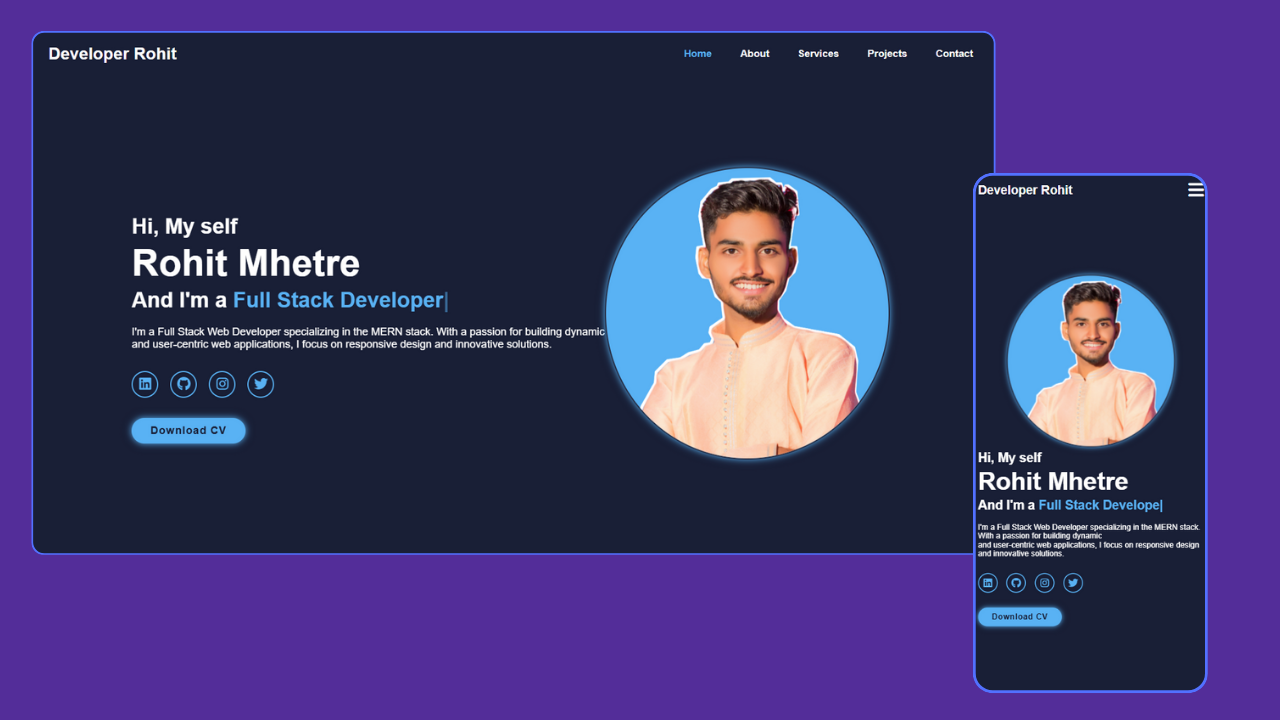 Developer Rohit
Home About Services Projects Contact
Hi, My self
Rohit Mhetre
And I'm a Full Stack Developer|
I'm a Full Stack Web Developer specializing in the MERN stack. With a passion for building dynamic
and user-centric web applications, I focus on responsive design and innovative solutions.
Download CV
Developer Rohit
Hi, My self
Rohit Mhetre
And I'm a Full Stack Develope|
I'm a Full Stack Web Developer specializing in the MERN stack.
With a passion for building dynamic
and user-centric web applications, I focus on responsive design
and innovative solutions.
Download CV